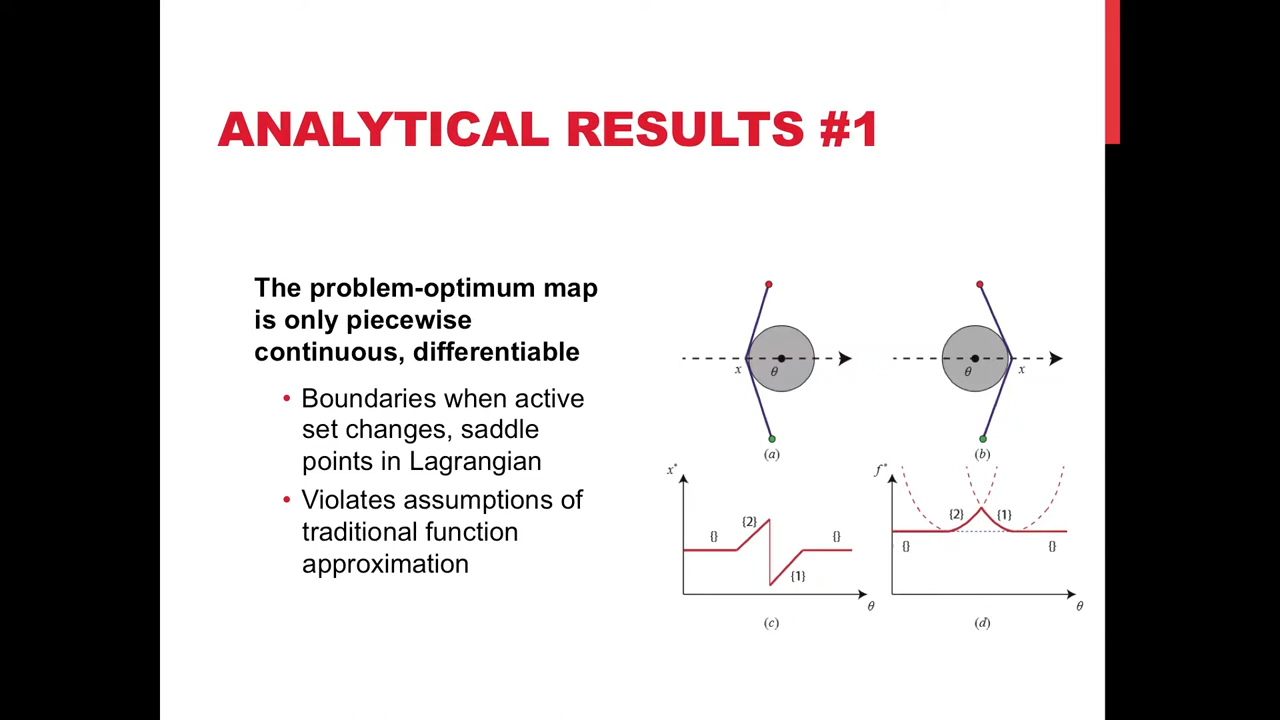 ANALYTICAL RESULTS #1
The problem-optimum map
is only piecewise
continuous, differentiable
• Boundaries when active
set changes, saddle
points in Lagrangian
• Violates assumptions of
traditional function
approximation
x θ
θ x
(a) (b)
x*
{} {2} {1} {}
θ
(c)
f*
{} {2} {1} {}
θ
(d)